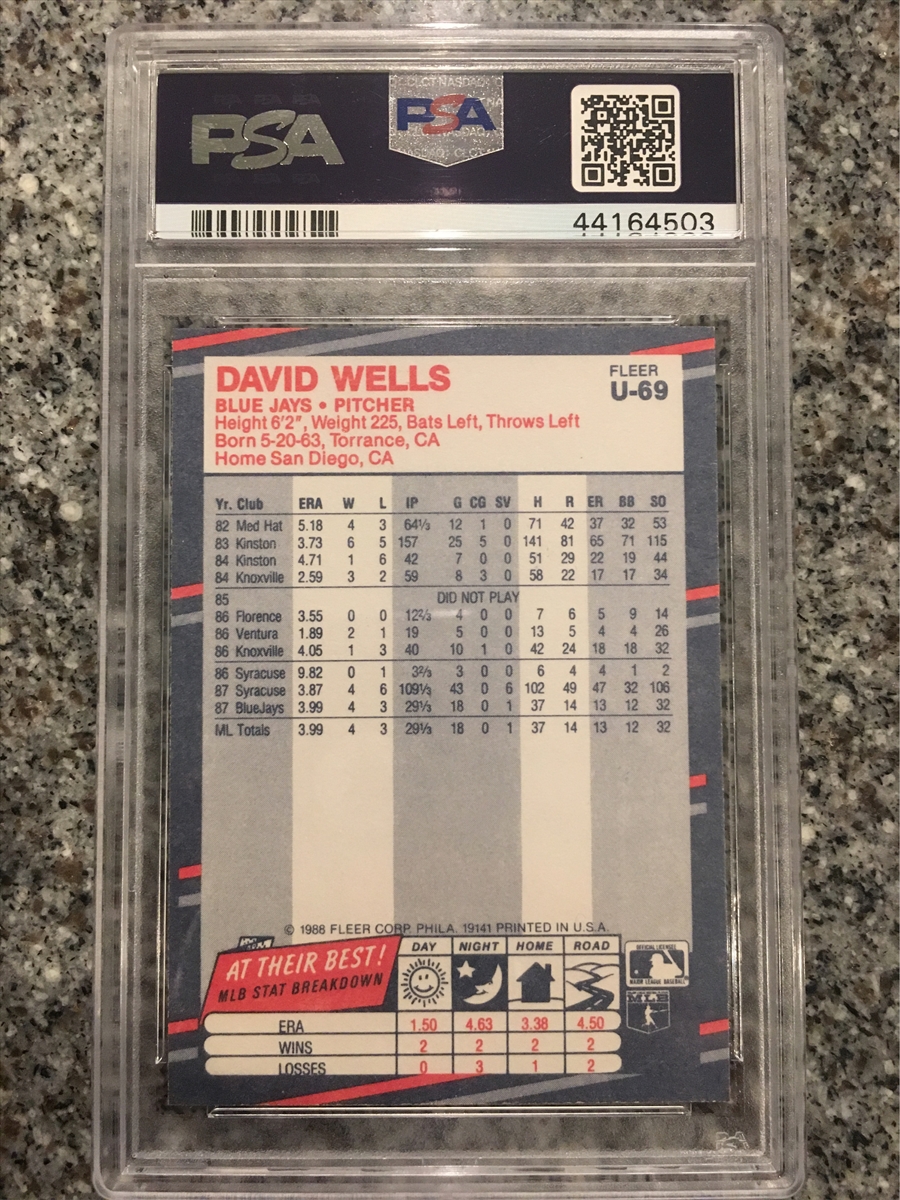 CLCT NASDAQ
PSA
PSA
NASDAQ CLCT
44164503
DAVID WELLS
BLUE JAYS • PITCHER
Height 6'2", Weight 225, Bats Left, Throws Left
Born 5-20-63, Torrance, CA
Home San Diego, CA
FLEER
U-69
Yr. Club ERA W L IP G CG SV H R ER BB SO
82 Med Hat 5.18 4 3 64⅓ 12 1 0 71 42 37 32 53
83 Kinston 3.73 6 5 157 25 5 0 141 81 65 71 115
84 Kinston 4.71 1 6 42 7 0 0 51 29 22 19 44
84 Knoxville 2.59 3 2 59 8 3 0 58 22 17 17 34
85 DID NOT PLAY
86 Florence 3.55 0 0 12⅔ 4 0 0 7 6 5 9 14
86 Ventura 1.89 2 1 19 5 0 0 13 5 4 4 26
86 Knoxville 4.05 1 3 40 10 1 0 42 24 18 18 32
86 Syracuse 9.82 0 1 3⅔ 3 0 0 6 4 4 1 2
87 Syracuse 3.87 4 6 109⅓ 43 0 6 102 49 47 32 106
87 BlueJays 3.99 4 3 29⅓ 18 0 1 37 14 13 12 32
ML Totals 3.99 4 3 29⅓ 18 0 1 37 14 13 12 32
© 1988 FLEER CORP. PHILA. 19141 PRINTED IN U.S.A.
AT THEIR BEST!
MLB STAT BREAKDOWN
DAY NIGHT HOME ROAD
ERA 1.50 4.63 3.38 4.50
WINS 2 2 2 2
LOSSES 0 3 1 2
OFFICIAL LICENSEE
MAJOR LEAGUE BASEBALL
MLB
PSA